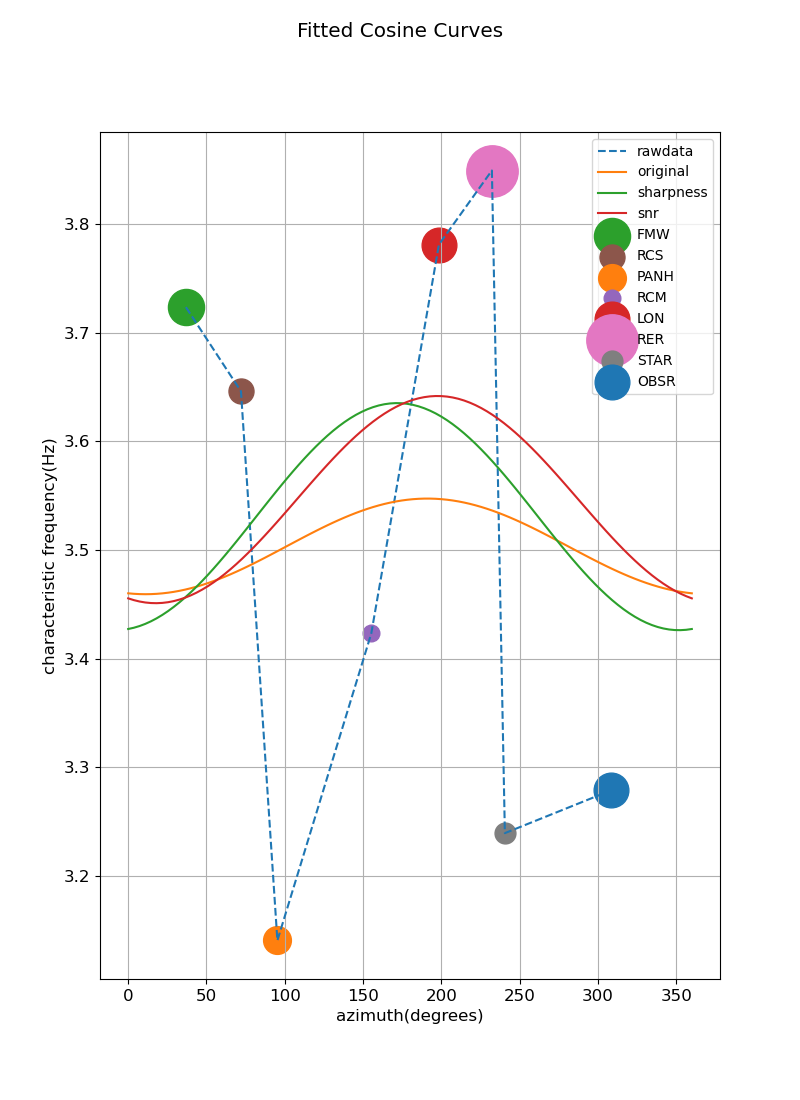 Fitted Cosine Curves
rawdata
original
sharpness
snr
FMW
RCS
PANH
RCM
LON
RER
STAR
OBSR
characteristic frequency(Hz)
3.8
3.7
3.6
3.5
3.4
3.3
3.2
0 50 100 150 200 250 300 350
azimuth(degrees)